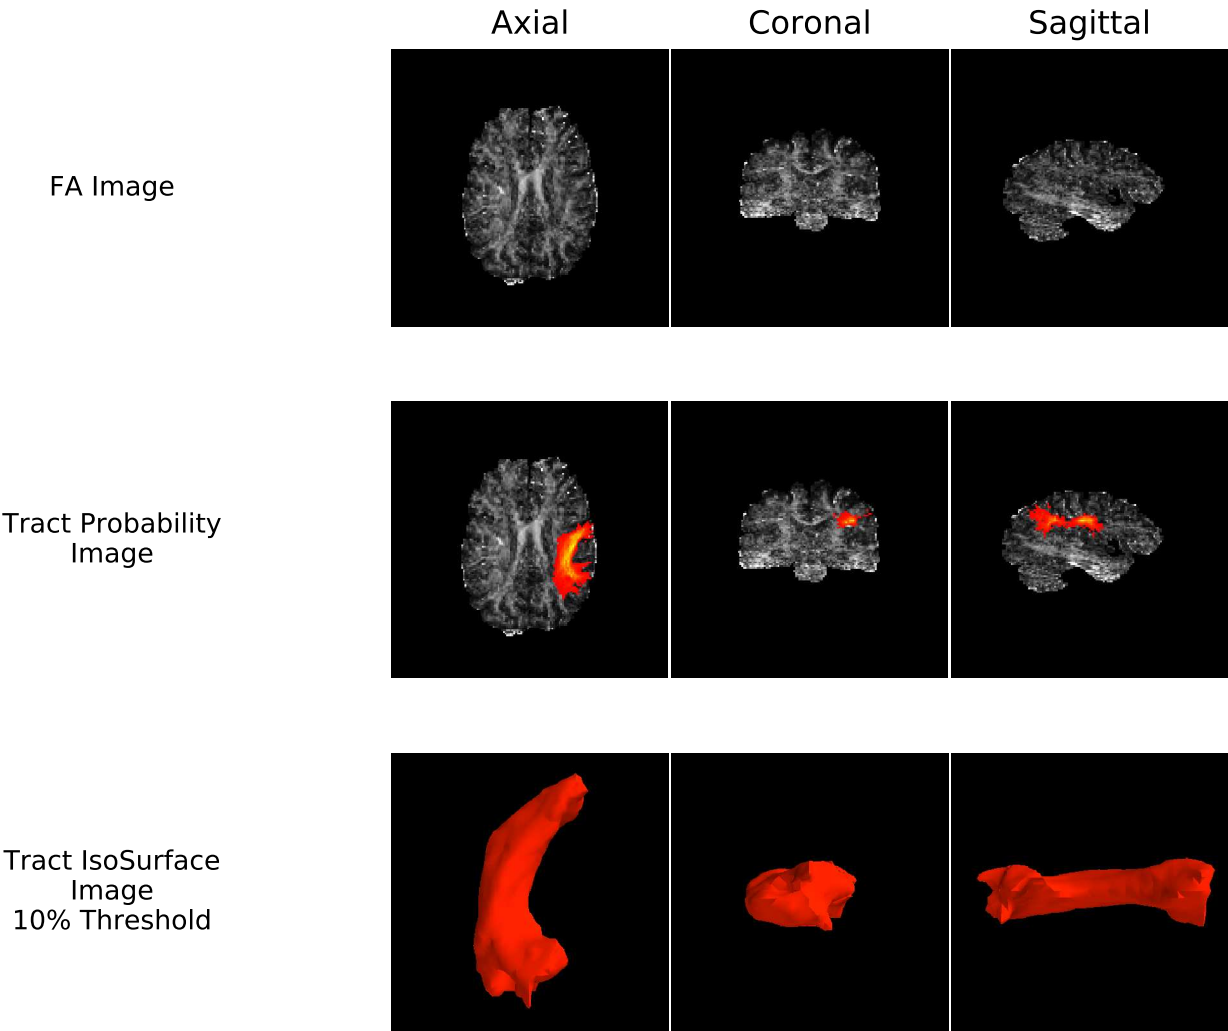 Axial Coronal Sagittal
FA Image
Tract Probability
Image
Tract IsoSurface
Image
10% Threshold